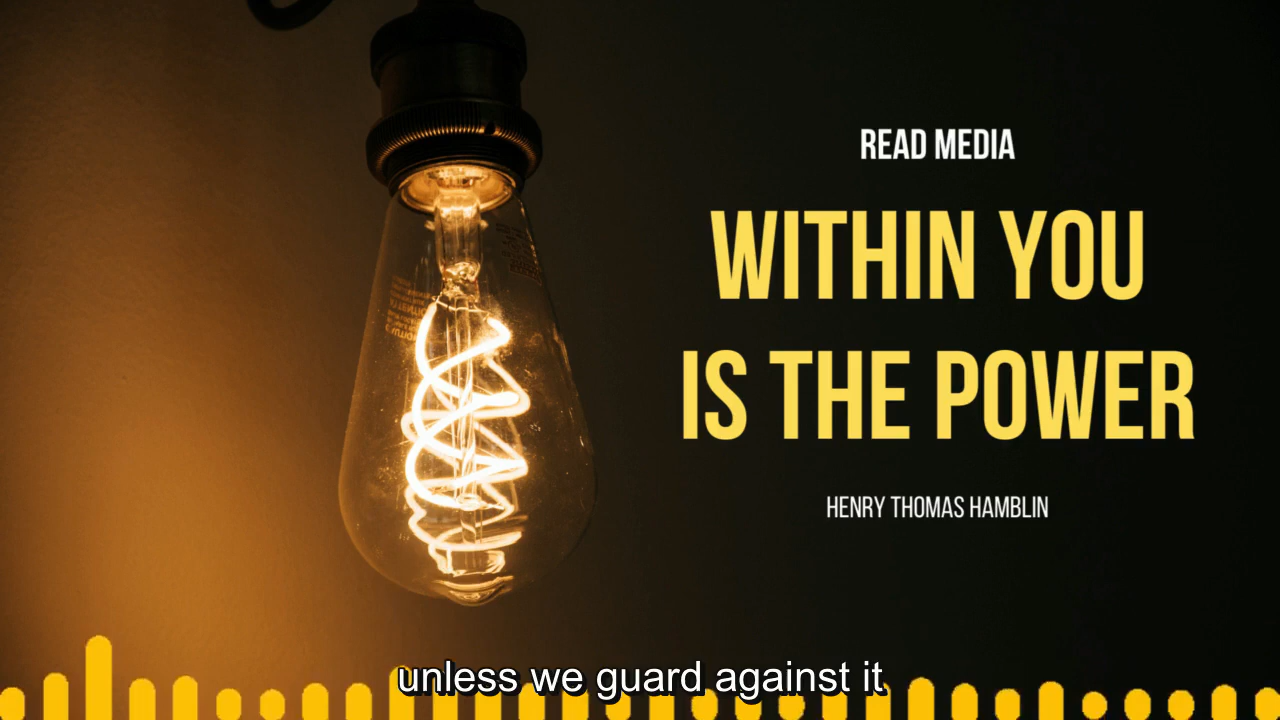 READ MEDIA
WITHIN YOU
IS THE POWER
HENRY THOMAS HAMBLIN
unless we guard against it